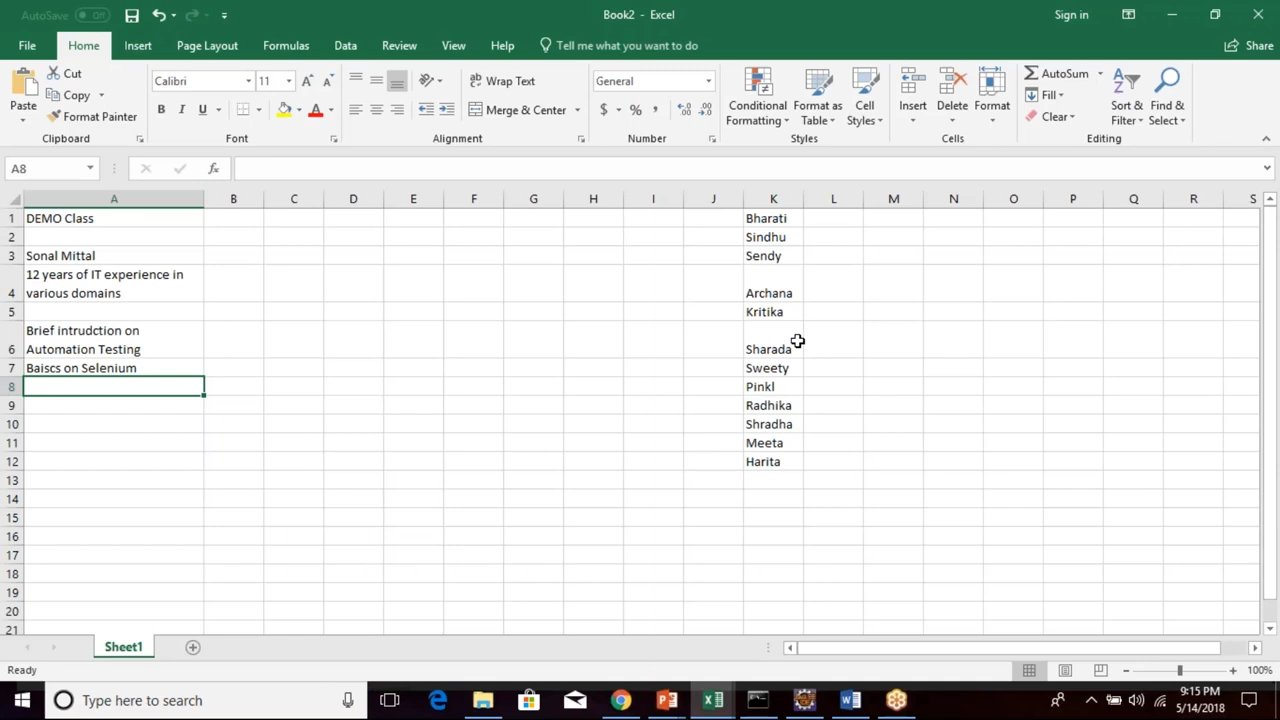 AutoSave Off
Book2 - Excel
Sign in
File Home Insert Page Layout Formulas Data Review View Help Tell me what you want to do Share
Paste
Cut
Copy
Format Painter
Clipboard
Calibri 11
B I U
Font
Wrap Text
Merge & Center
Alignment
General
$ % ,
Number
Conditional Formatting
Format as Table
Cell Styles
Styles
Insert
Delete
Format
Cells
AutoSum
Fill
Clear
Sort & Filter
Find & Select
Editing
A8 fx
A B C D E F G H I J K L M N O P Q R S
1 DEMO Class Bharati
2 Sindhu
3 Sonal Mittal Sendy
12 years of IT experience in
4 various domains Archana
5 Kritika
Brief intrudction on
6 Automation Testing Sharada
7 Baiscs on Selenium Sweety
8 Pinkl
9 Radhika
10 Shradha
11 Meeta
12 Harita
13
14
15
16
17
18
19
20
21
Sheet1
Ready 100%
Type here to search
9:15 PM
5/14/2018